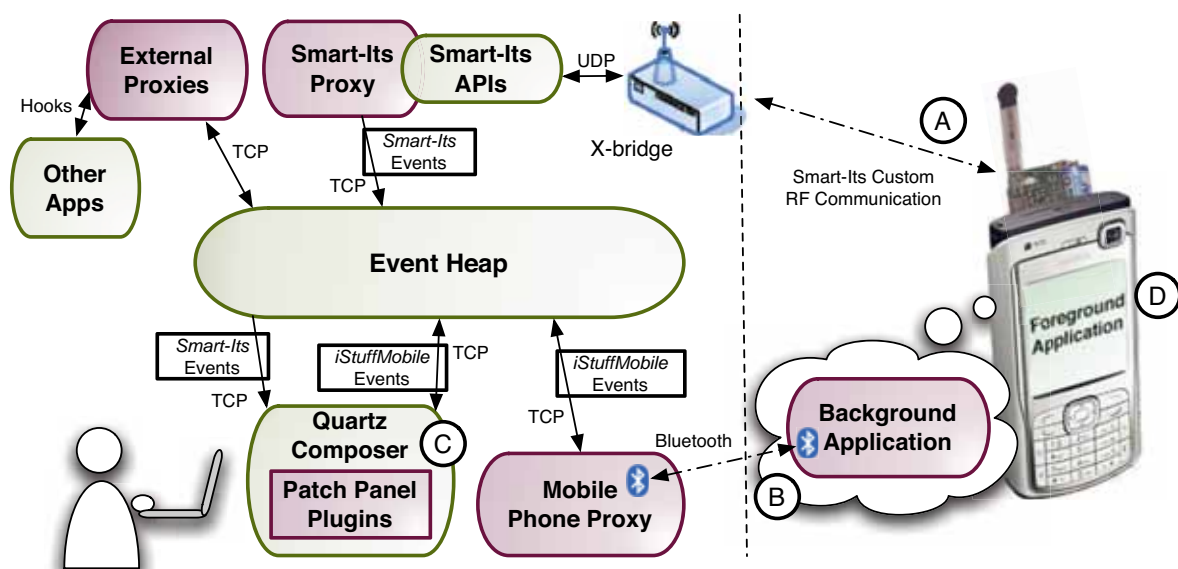 External
Proxies
Smart-Its
Proxy
Smart-Its
APIs
UDP
X-bridge
Hooks
Other
Apps
TCP
Smart-Its
Events
TCP
A
Smart-Its Custom
RF Communication
Event Heap
D
Foreground
Application
Smart-Its
Events
TCP
iStuffMobile
Events
TCP
iStuffMobile
Events
TCP
Quartz
Composer
C
Patch Panel
Plugins
Mobile
Phone Proxy
Bluetooth
Background
Application
B